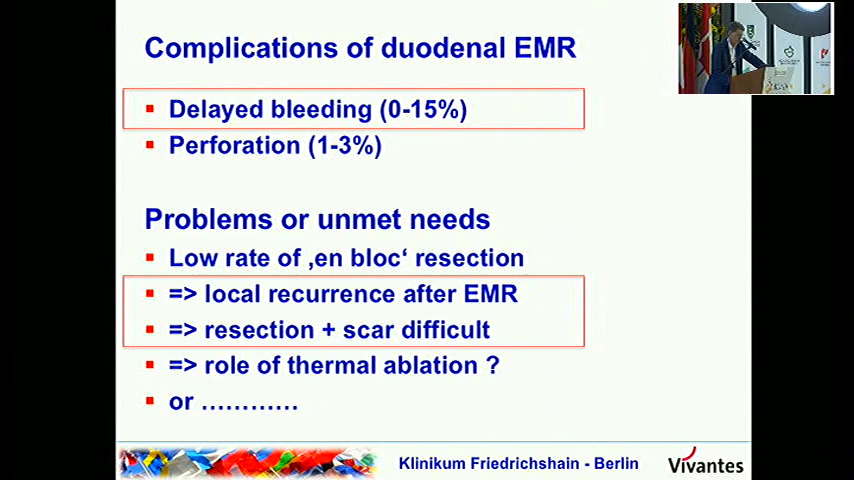 Complications of duodenal EMR
Delayed bleeding (0-15%)
Perforation (1-3%)
Problems or unmet needs
Low rate of ‚en bloc‘ resection
=> local recurrence after EMR
=> resection + scar difficult
=> role of thermal ablation ?
or …………
Klinikum Friedrichshain - Berlin
Vivantes